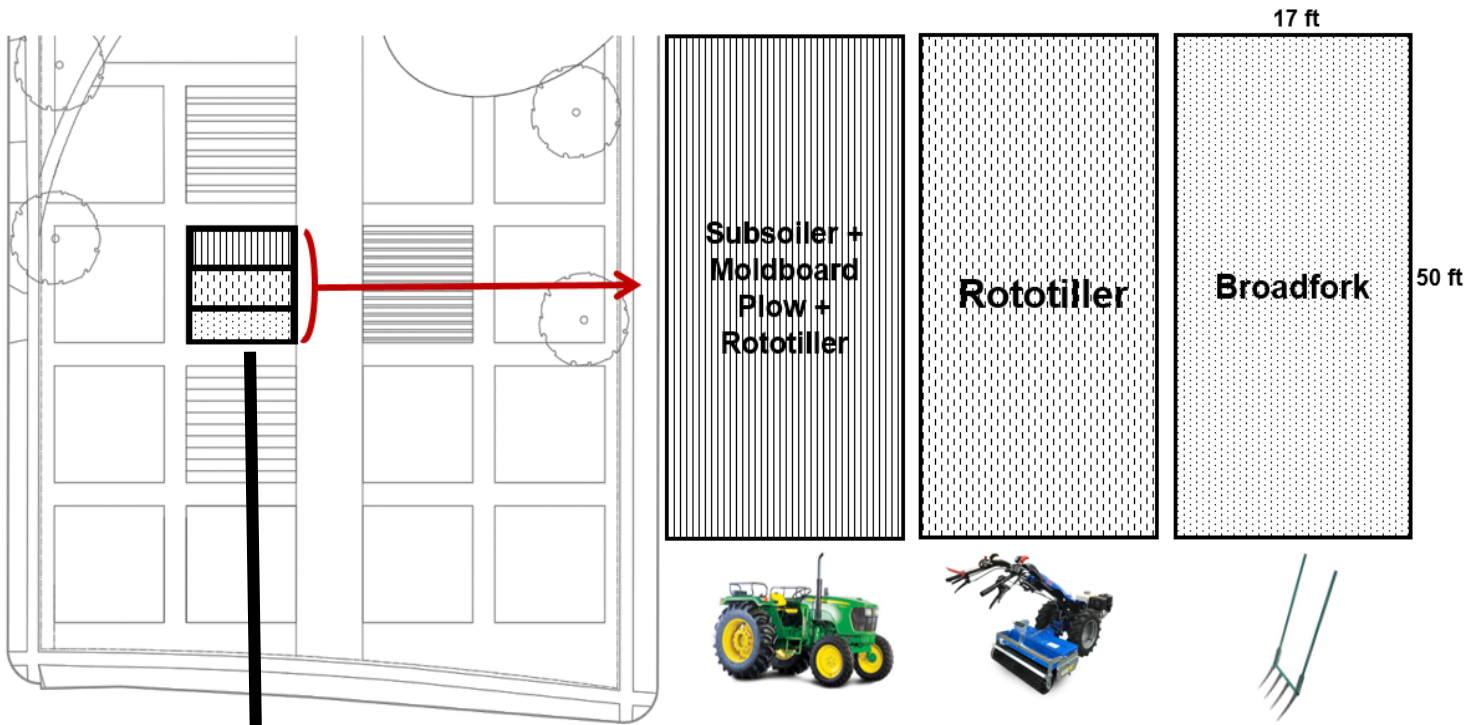 17 ft
Subsoiler +
Moldboard
Plow +
Rototiller
Rototiller
Broadfork
50 ft